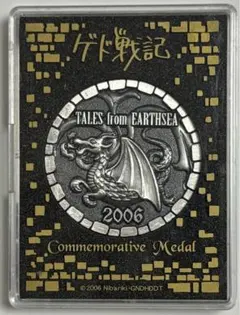 ゲド戦記
TALES from EARTHSEA
2006
Commemorative Medal
© 2006 Nibariki-GNDHDDT